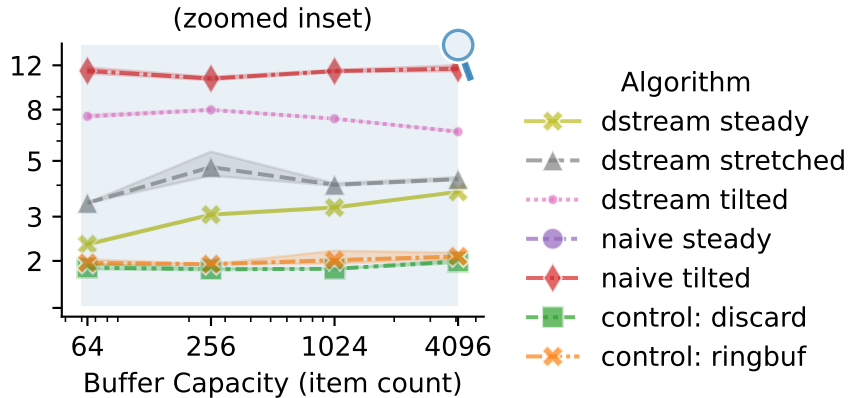 (zoomed inset)
12
8
5
3
2
64 256 1024 4096
Buffer Capacity (item count)
Algorithm
dstream steady
dstream stretched
dstream tilted
naive steady
naive tilted
control: discard
control: ringbuf